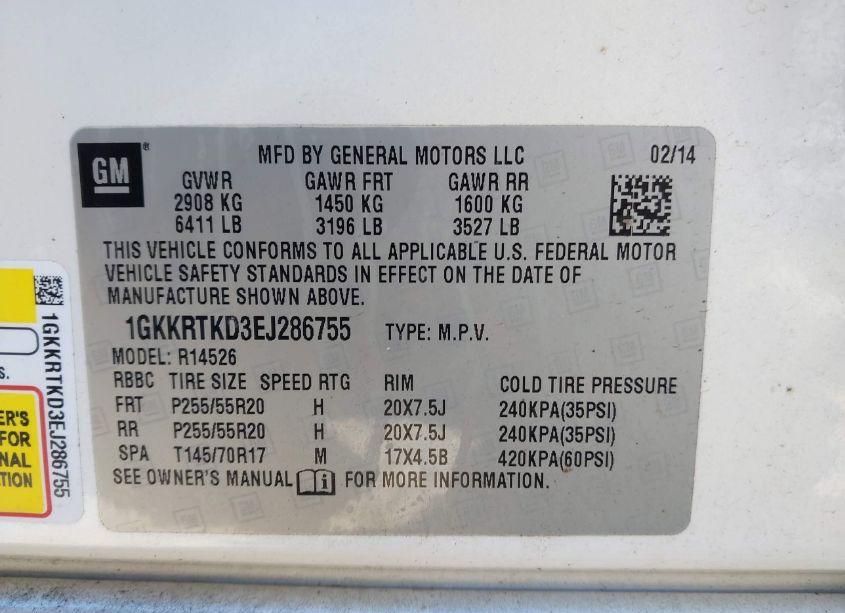 GM ®
MFD BY GENERAL MOTORS LLC 02/14
GVWR GAWR FRT GAWR RR
2908 KG 1450 KG 1600 KG
6411 LB 3196 LB 3527 LB
THIS VEHICLE CONFORMS TO ALL APPLICABLE U.S. FEDERAL MOTOR
VEHICLE SAFETY STANDARDS IN EFFECT ON THE DATE OF
MANUFACTURE SHOWN ABOVE.
1GKKRTKD3EJ286755 TYPE: M.P.V.
MODEL: R14526
RBBC TIRE SIZE SPEED RTG RIM COLD TIRE PRESSURE
FRT P255/55R20 H 20X7.5J 240KPA(35PSI)
RR P255/55R20 H 20X7.5J 240KPA(35PSI)
SPA T145/70R17 M 17X4.5B 420KPA(60PSI)
SEE OWNER'S MANUAL i FOR MORE INFORMATION.
1GKKRTKD3EJ286755
S.
ER'S
FOR
NAL
TION